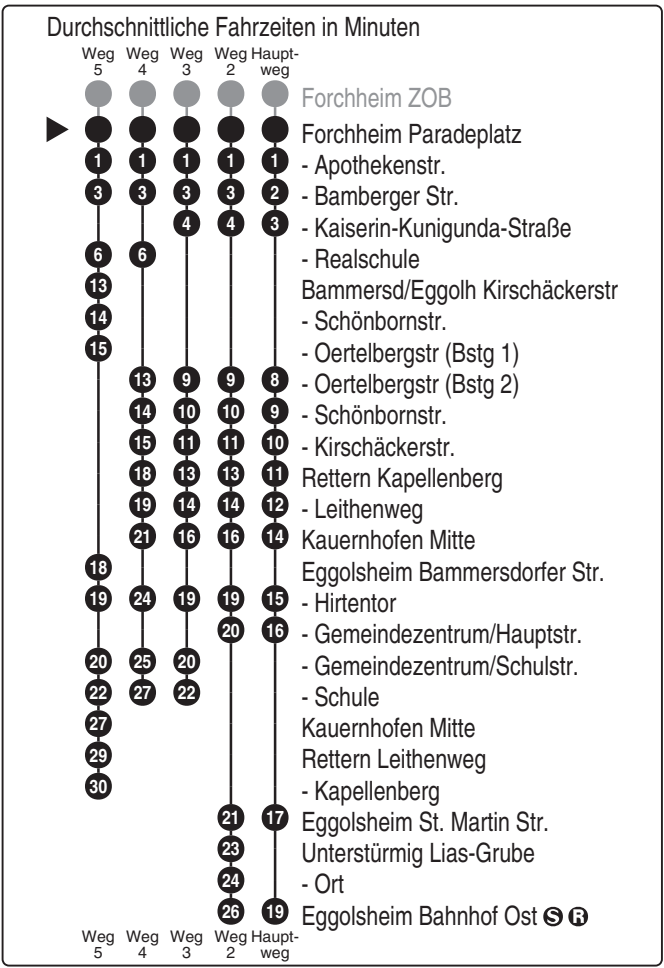 Durchschnittliche Fahrzeiten in Minuten
Weg 5 Weg 4 Weg 3 Weg 2 Haupt-weg
Forchheim ZOB
Forchheim Paradeplatz
1 1 1 1 1 - Apothekenstr.
3 3 3 3 2 - Bamberger Str.
4 4 3 - Kaiserin-Kunigunda-Straße
6 6 - Realschule
13 Bammersd/Eggolh Kirschäckerstr
14 - Schönbornstr.
15 - Oertelbergstr (Bstg 1)
13 9 9 8 - Oertelbergstr (Bstg 2)
14 10 10 9 - Schönbornstr.
15 11 11 10 - Kirschäckerstr.
18 13 13 11 Rettern Kapellenberg
19 14 14 12 - Leithenweg
21 16 16 14 Kauernhofen Mitte
18 Eggolsheim Bammersdorfer Str.
19 24 19 19 15 - Hirtentor
20 16 - Gemeindezentrum/Hauptstr.
20 25 20 - Gemeindezentrum/Schulstr.
22 27 22 - Schule
27 Kauernhofen Mitte
29 Rettern Leithenweg
30 - Kapellenberg
21 17 Eggolsheim St. Martin Str.
23 Unterstürmig Lias-Grube
24 - Ort
26 19 Eggolsheim Bahnhof Ost S R
Weg 5 Weg 4 Weg 3 Weg 2 Haupt-weg